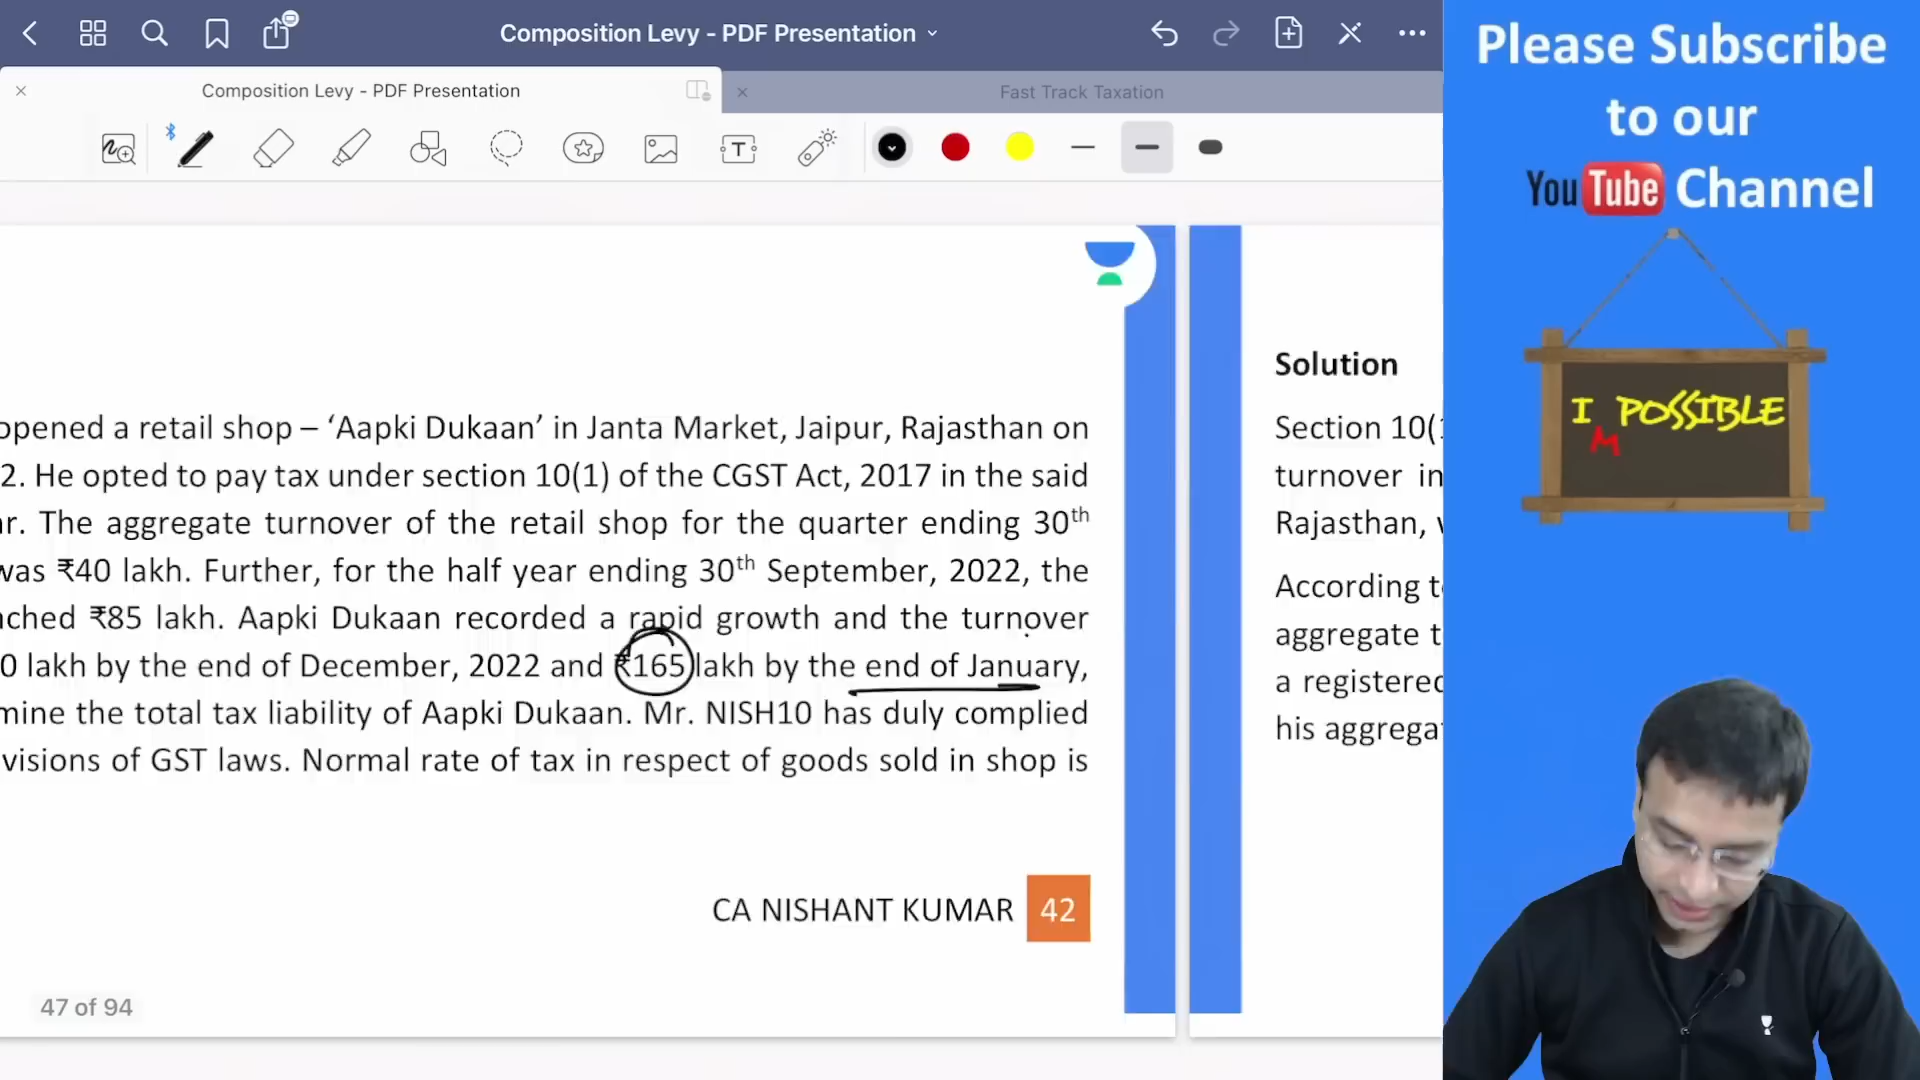 Composition Levy - PDF Presentation
Composition Levy - PDF Presentation
Fast Track Taxation
T
opened a retail shop – ‘Aapki Dukaan’ in Janta Market, Jaipur, Rajasthan on
2. He opted to pay tax under section 10(1) of the CGST Act, 2017 in the said
r. The aggregate turnover of the retail shop for the quarter ending 30th
was ₹40 lakh. Further, for the half year ending 30th September, 2022, the
ached ₹85 lakh. Aapki Dukaan recorded a rapid growth and the turnover
0 lakh by the end of December, 2022 and ₹165 lakh by the end of January,
mine the total tax liability of Aapki Dukaan. Mr. NISH10 has duly complied
visions of GST laws. Normal rate of tax in respect of goods sold in shop is
CA NISHANT KUMAR 42
47 of 94
Solution
Section 10(1
turnover in
Rajasthan, w
According to
aggregate t
a registered
his aggregat
Please Subscribe
to our
YouTube Channel
I POSSIBLE
M